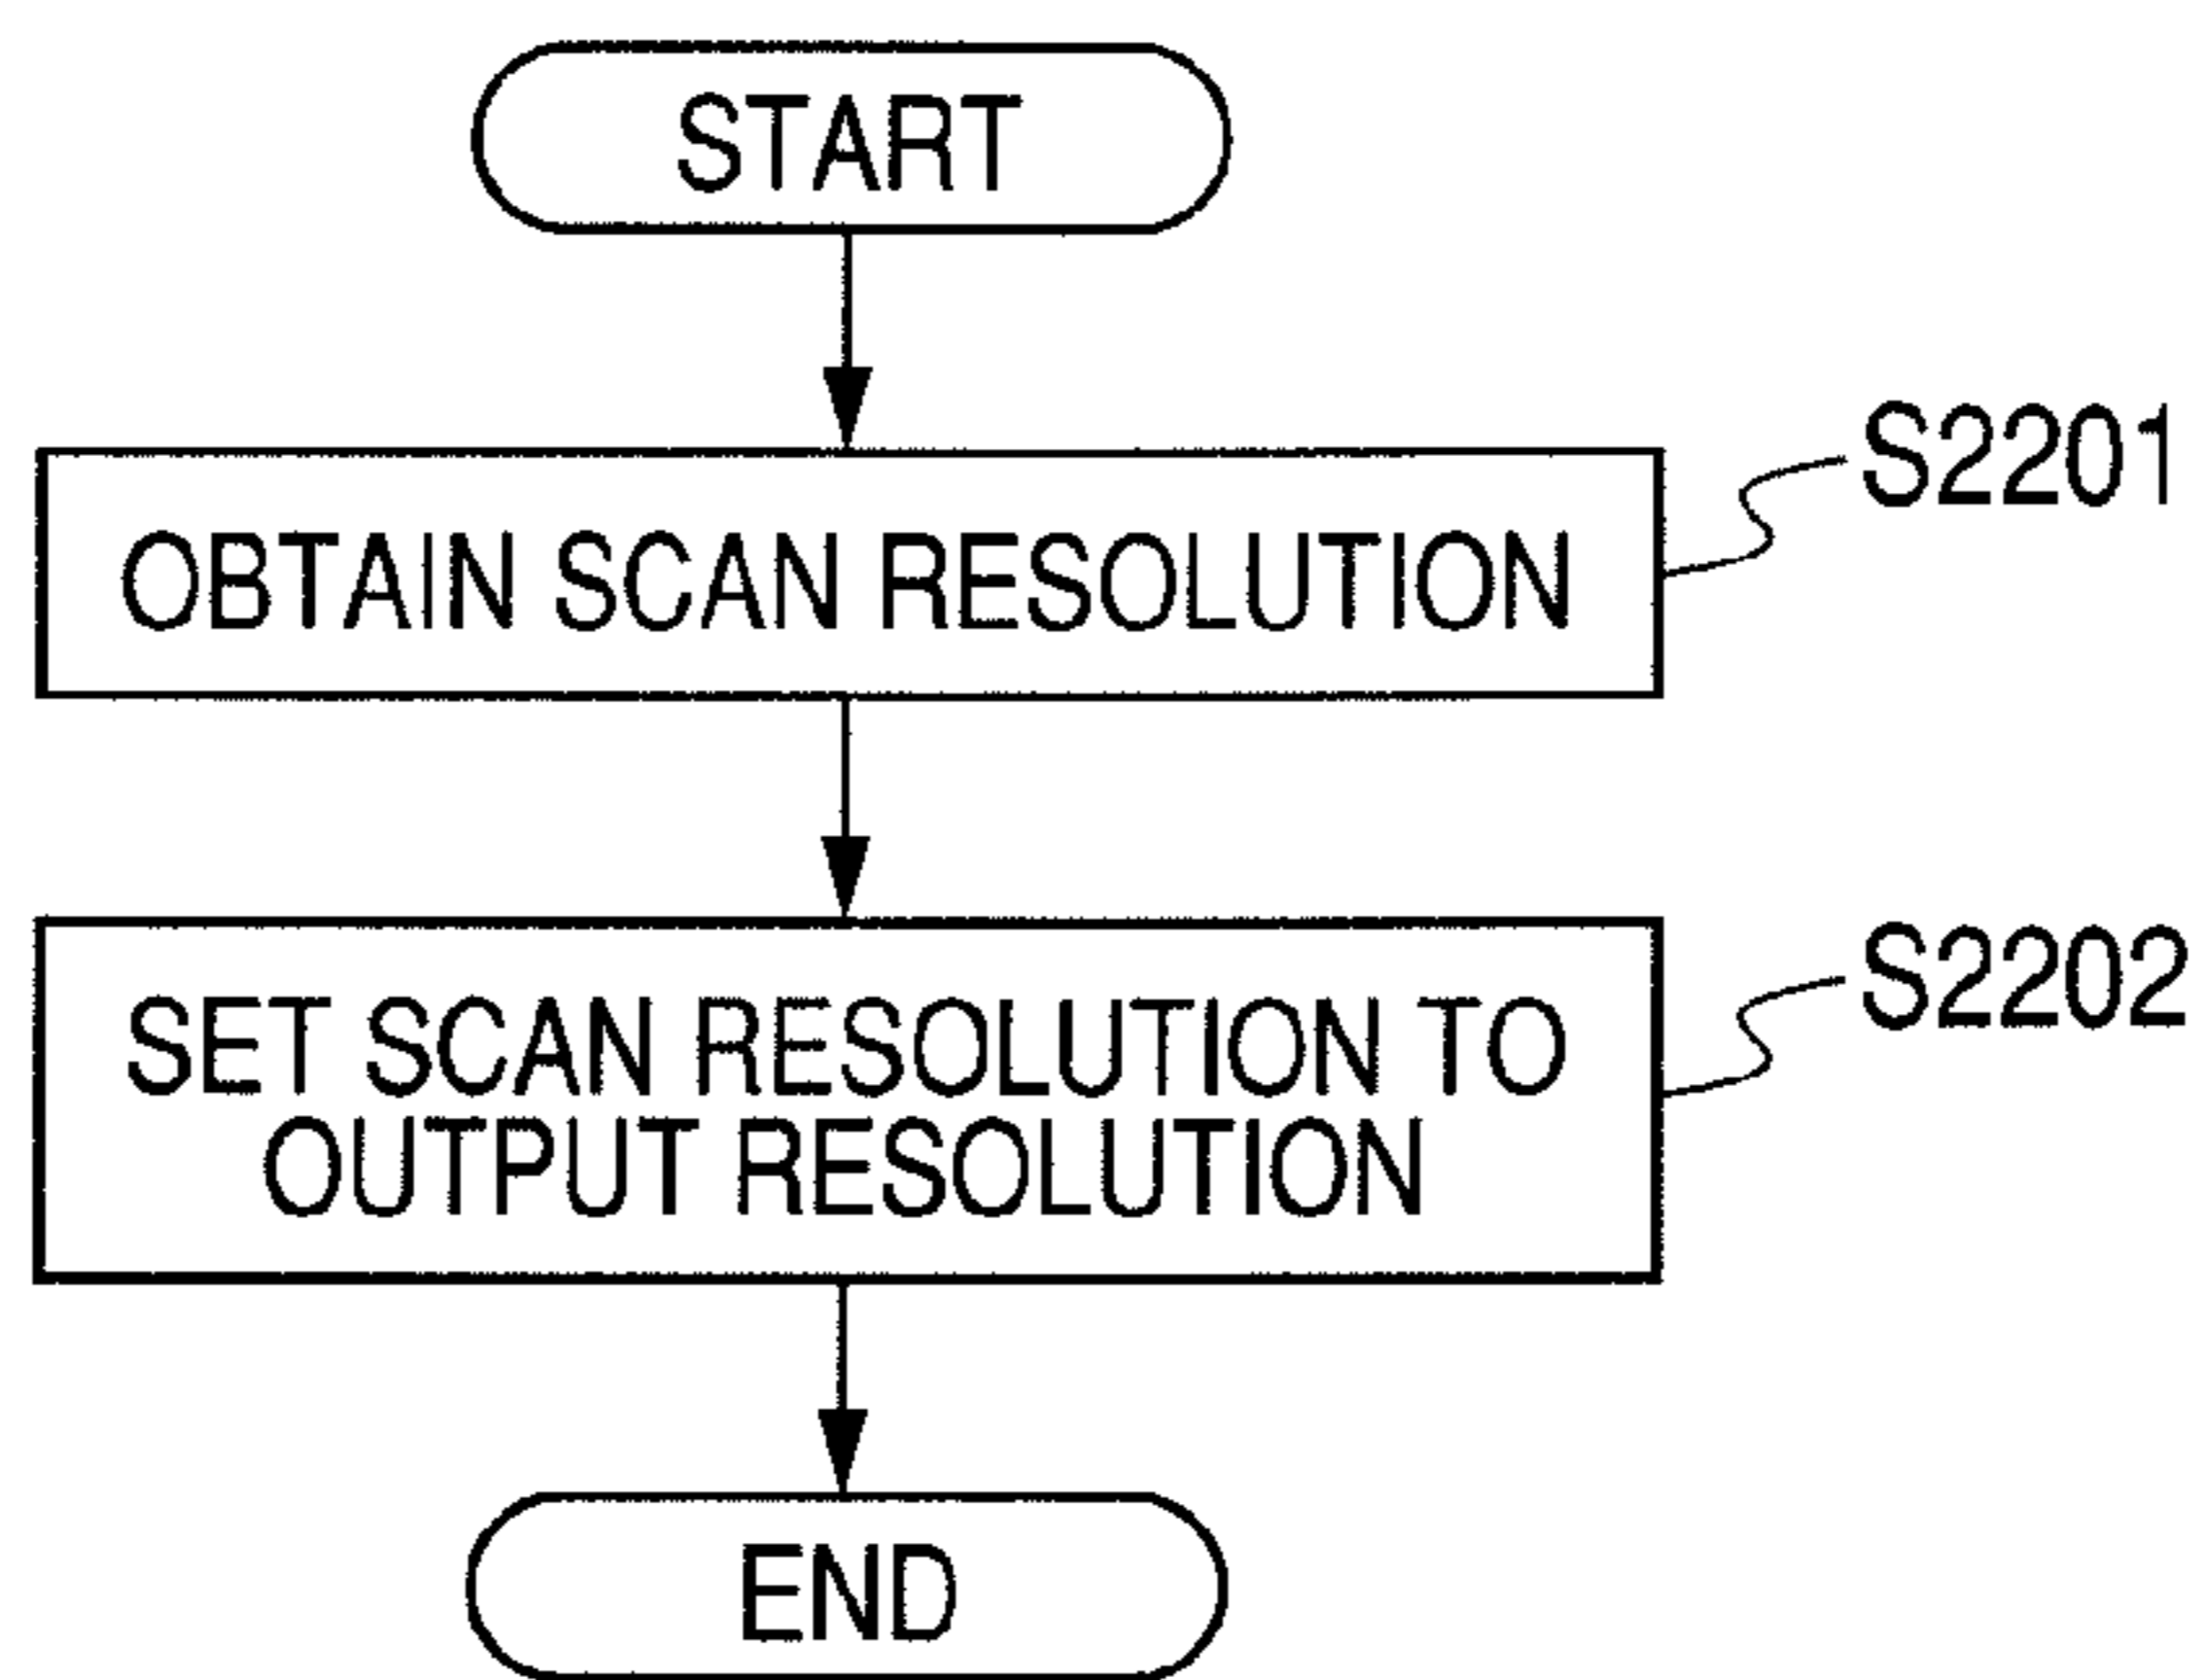 START
S2201
OBTAIN SCAN RESOLUTION
S2202
SET SCAN RESOLUTION TO
OUTPUT RESOLUTION
END